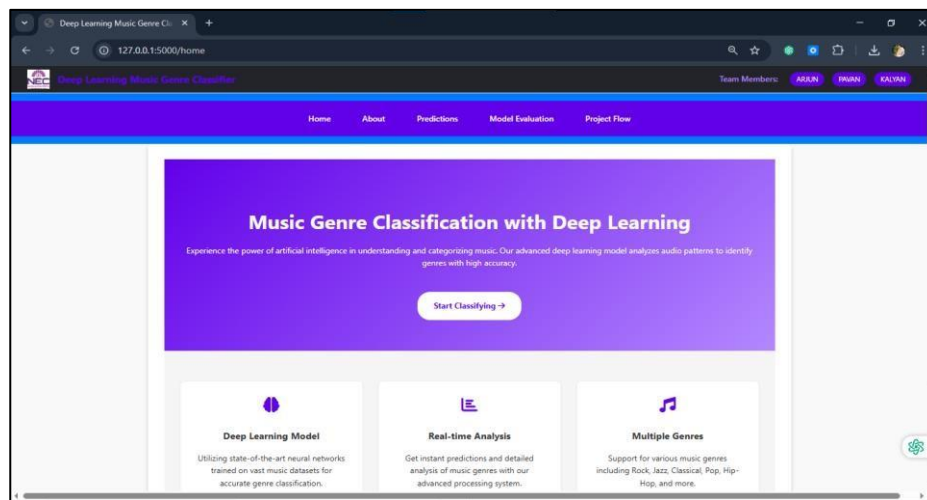 Deep Learning Music Genre Cl
127.0.0.1:5000/home
NEC
Deep Learning Music Genre Classifier
Team Members:
ARJUN
PAVAN
KALYAN
Home
About
Predictions
Model Evaluation
Project Flow
Music Genre Classification with Deep Learning
Experience the power of artificial intelligence in understanding and categorizing music. Our advanced deep learning model analyzes audio patterns to identify
genres with high accuracy.
Start Classifying →
Deep Learning Model
Utilizing state-of-the-art neural networks
trained on vast music datasets for
accurate genre classification.
Real-time Analysis
Get instant predictions and detailed
analysis of music genres with our
advanced processing system.
Multiple Genres
Support for various music genres
including Rock, Jazz, Classical, Pop, Hip-
Hop, and more.